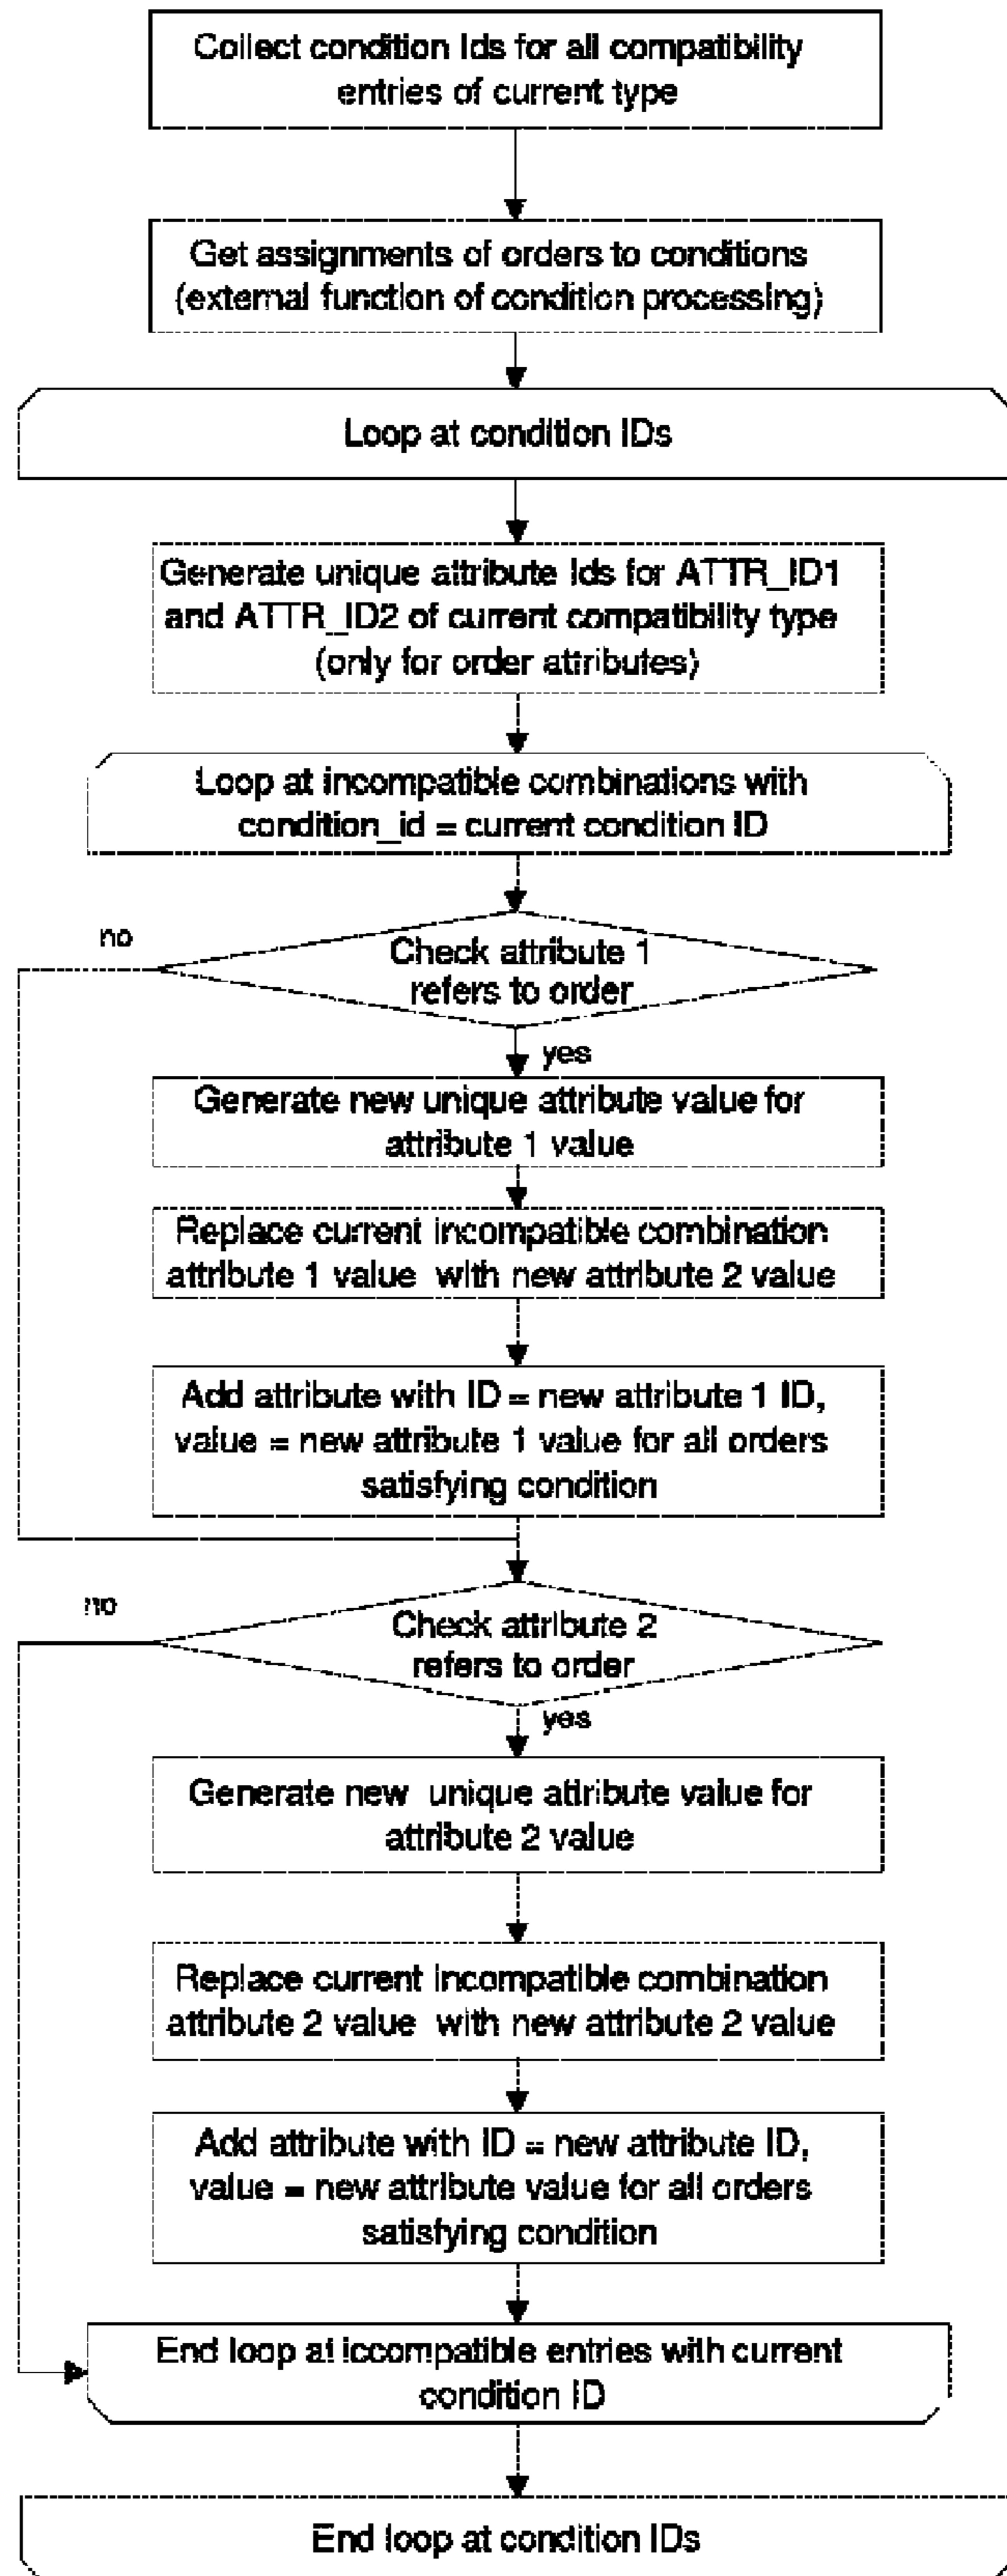 Collect condition Ids for all compatibility
entries of current type
Get assignments of orders to conditions
(external function of condition processing)
Loop at condition IDs
Generate unique attribute Ids for ATTR_ID1
and ATTR_ID2 of current compatibility type
(only for order attributes)
Loop at incompatible combinations with
condition_id = current condition ID
no
Check attribute 1
refers to order
yes
Generate new unique attribute value for
attribute 1 value
Replace current incompatible combination
attribute 1 value with new attribute 2 value
Add attribute with ID = new attribute 1 ID,
value = new attribute 1 value for all orders
satisfying condition
no
Check attribute 2
refers to order
yes
Generate new unique attribute value for
attribute 2 value
Replace current incompatible combination
attribute 2 value with new attribute 2 value
Add attribute with ID = new attribute ID,
value = new attribute value for all orders
satisfying condition
End loop at iccompatible entries with current
condition ID
End loop at condition IDs